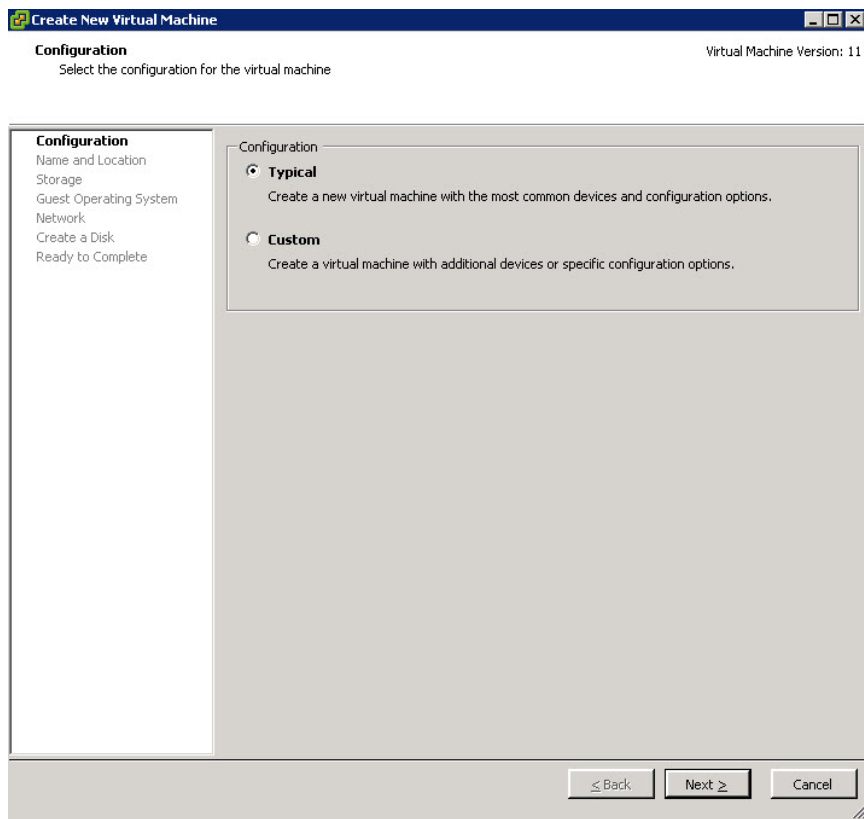 Create New Virtual Machine
Configuration
Virtual Machine Version: 11
Select the configuration for the virtual machine
Configuration
Name and Location
Storage
Guest Operating System
Network
Create a Disk
Ready to Complete
Configuration
Typical
Create a new virtual machine with the most common devices and configuration options.
Custom
Create a virtual machine with additional devices or specific configuration options.
< Back
Next >
Cancel